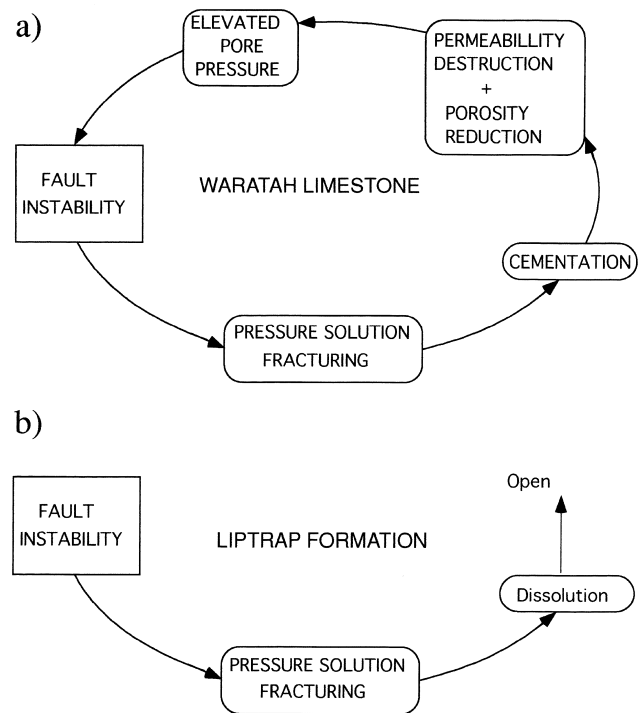 a)
ELEVATED
PORE
PRESSURE
PERMEABILLITY
DESTRUCTION
+
POROSITY
REDUCTION
FAULT
INSTABILITY
WARATAH LIMESTONE
CEMENTATION
PRESSURE SOLUTION
FRACTURING
b)
FAULT
INSTABILITY
LIPTRAP FORMATION
Open
Dissolution
PRESSURE SOLUTION
FRACTURING